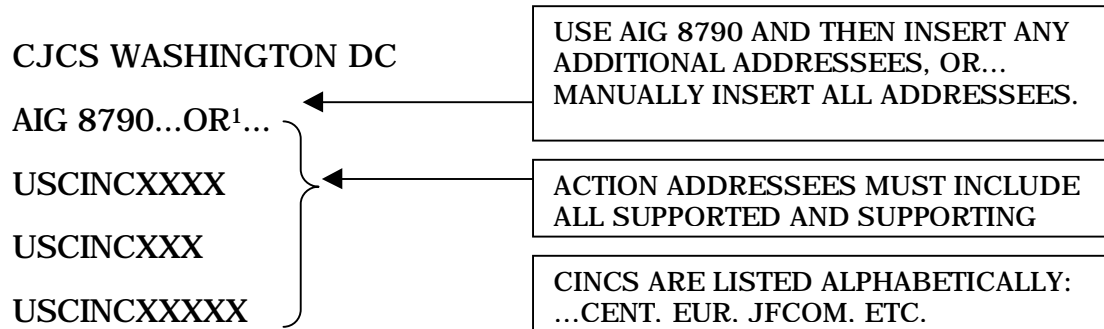 CJCS WASHINGTON DC
AIG 8790…OR¹…
USCINCXXXX
USCINCXXX
USCINCXXXXX
USE AIG 8790 AND THEN INSERT ANY
ADDITIONAL ADDRESSEES, OR…
MANUALLY INSERT ALL ADDRESSEES.
ACTION ADDRESSEES MUST INCLUDE
ALL SUPPORTED AND SUPPORTING
CINCS ARE LISTED ALPHABETICALLY:
…CENT. EUR. JFCOM. ETC.